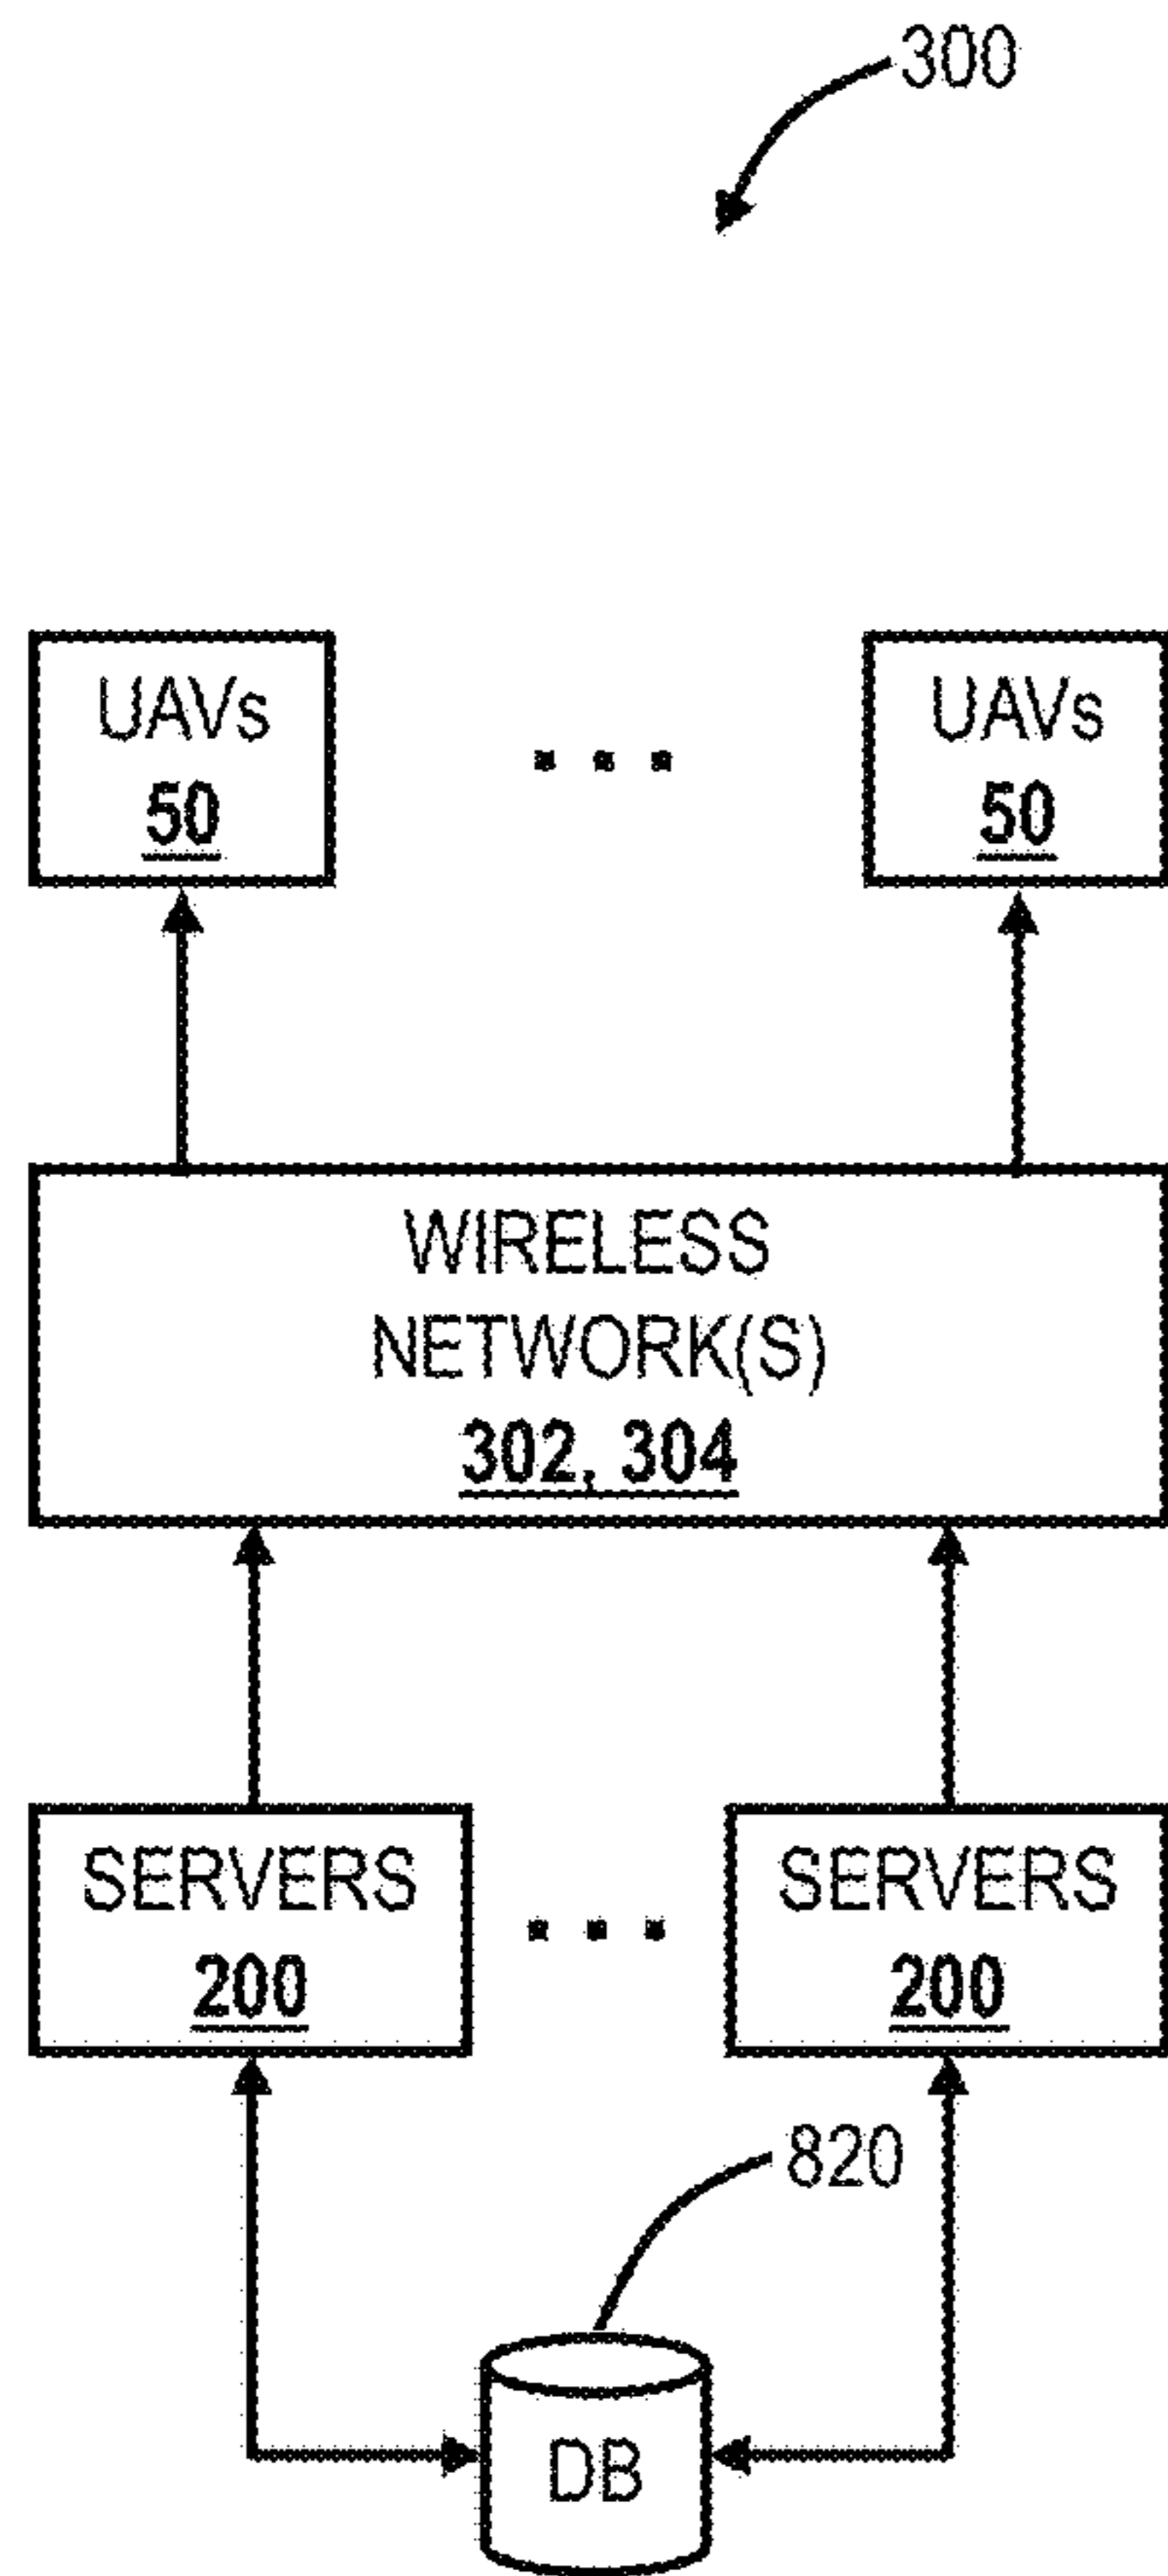 300
UAVs
50
UAVs
50
WIRELESS
NETWORK(S)
302, 304
SERVERS
200
SERVERS
200
820
DB